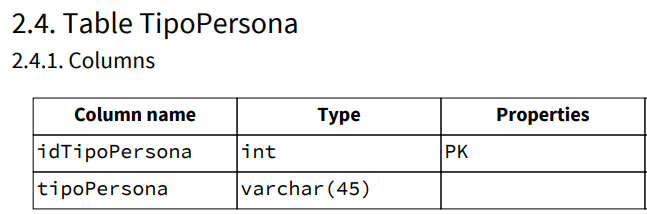 2.4. Table TipoPersona
2.4.1. Columns
Column name Type Properties
idTipoPersona int PK
tipoPersona varchar(45)